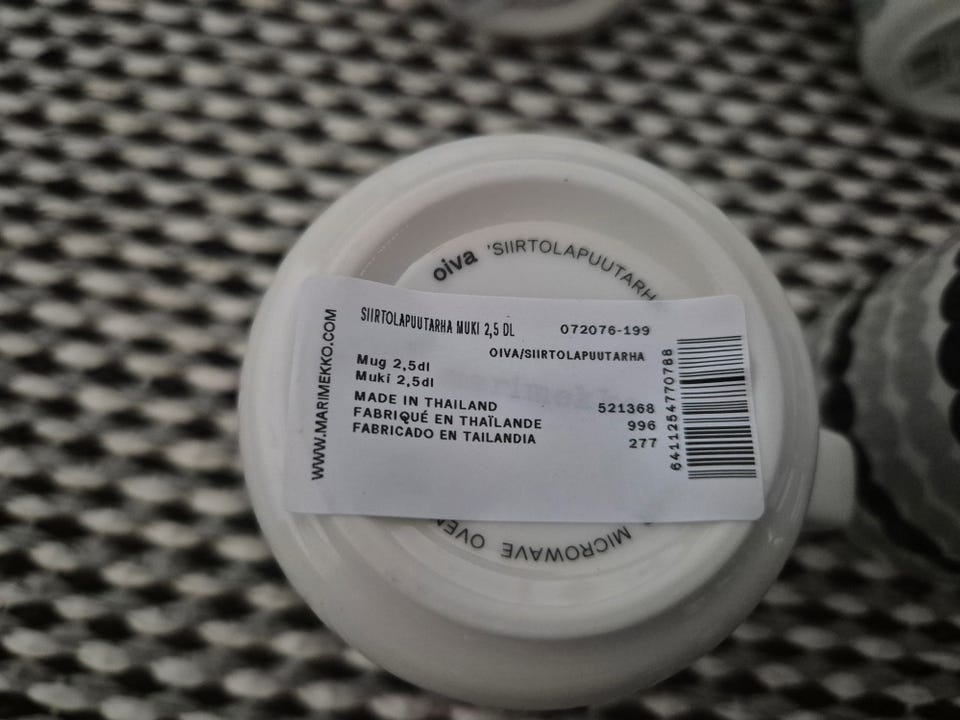 oiva 'SIIRTOLAPUUTARH
WWW.MARIMEKKO.COM
SIIRTOLAPUUTARHA MUKI 2,5 DL 072076-199
OIVA/SIIRTOLAPUUTARHA
Mug 2,5dl
Muki 2,5dl
MADE IN THAILAND 521368
FABRIQUÉ EN THAÏLANDE 996
FABRICADO EN TAILANDIA 277
6411254770788
MICROWAVE OVEN